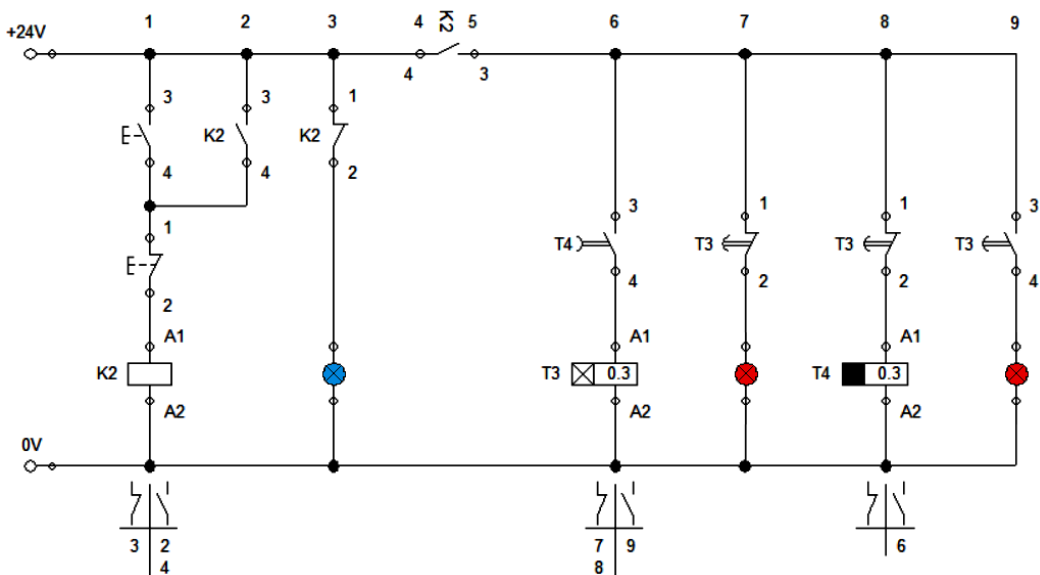 1 2 3 4 K2 5 6 7 8 9
+24V
4 3
3 3 1
K2 K2
4 4 2
1 3 1 1 3
T4 T3 T3 T3
2 4 2 2 4
A1 A1 A1
K2 T3 0.3 T4 0.3
A2 A2 A2
0V
3 2 7 9 6
4 8